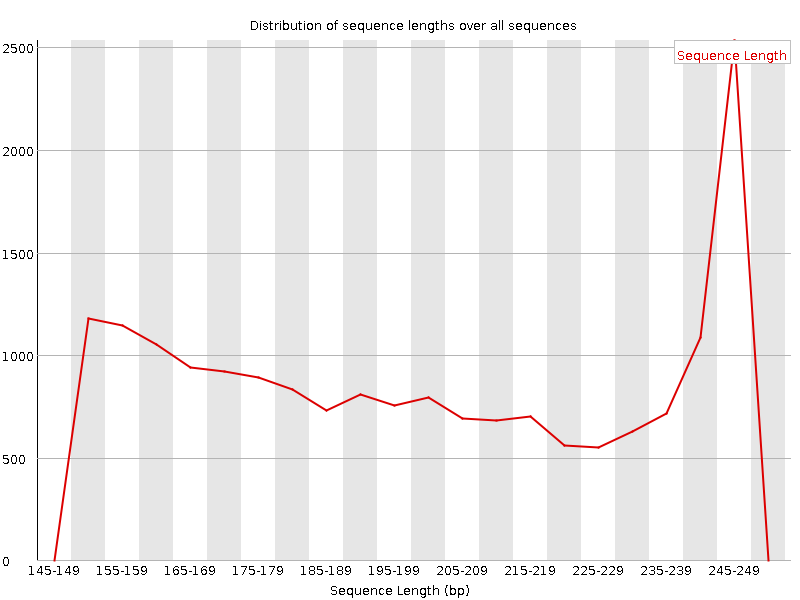 Distribution of sequence lengths over all sequences
Sequence Length
2500
2000
1500
1000
500
0
145-149 155-159 165-169 175-179 185-189 195-199 205-209 215-219 225-229 235-239 245-249
Sequence Length (bp)